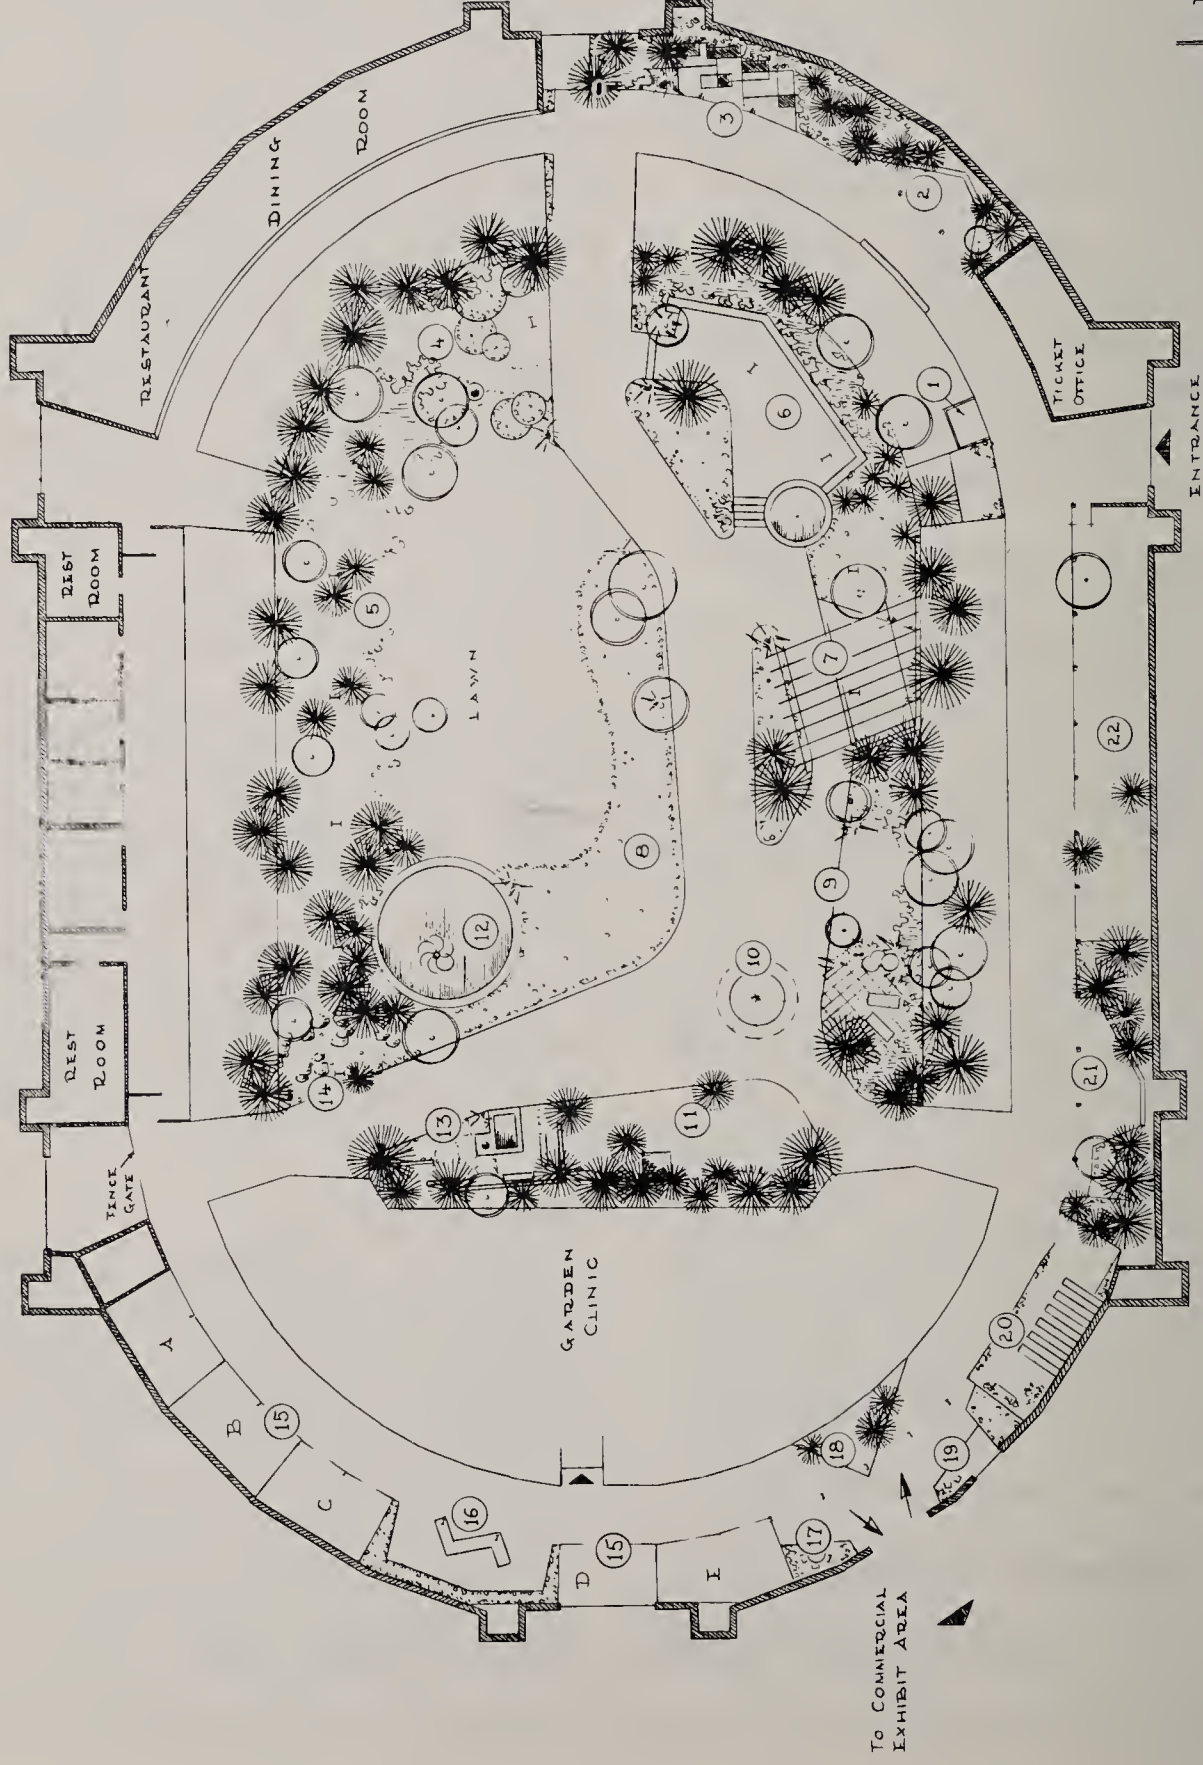 RESTAURANT
DINING
ROOM
REST
ROOM
REST
ROOM
FENCE
GATE
A
B
15
C
16
D
15
E
17
TO COMMERCIAL
EXHIBIT AREA
18
19
20
21
22
GARDEN
CLINIC
14
13
11
12
10
9
8
LAWN
5
4
I
I
I
I
7
I
I
6
I
I
1
2
3
TICKET
OFFICE
ENTRANCE